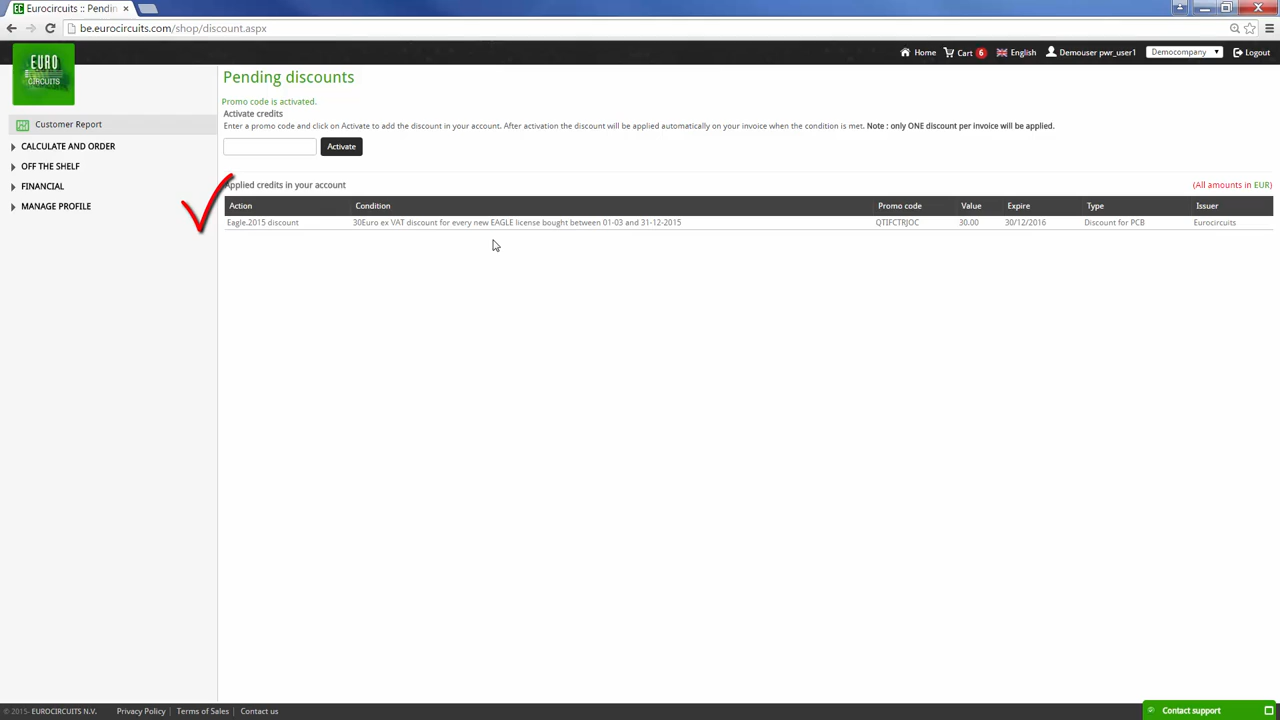 Eurocircuits :: Pendin
be.eurocircuits.com/shop/discount.aspx
EURO
CIRCUITS
Home
Cart 6
English
Demouser pwr_user1
Democompany
Logout
Customer Report
CALCULATE AND ORDER
OFF THE SHELF
FINANCIAL
MANAGE PROFILE
Pending discounts
Promo code is activated.
Activate credits
Enter a promo code and click on Activate to add the discount in your account. After activation the discount will be applied automatically on your invoice when the condition is met. Note : only ONE discount per invoice will be applied.
Activate
Applied credits in your account
(All amounts in EUR)
Action Condition Promo code Value Expire Type Issuer
Eagle.2015 discount 30Euro ex VAT discount for every new EAGLE license bought between 01-03 and 31-12-2015 QTIFCTRJOC 30.00 30/12/2016 Discount for PCB Eurocircuits
© 2015- EUROCIRCUITS N.V. Privacy Policy Terms of Sales Contact us
Contact support